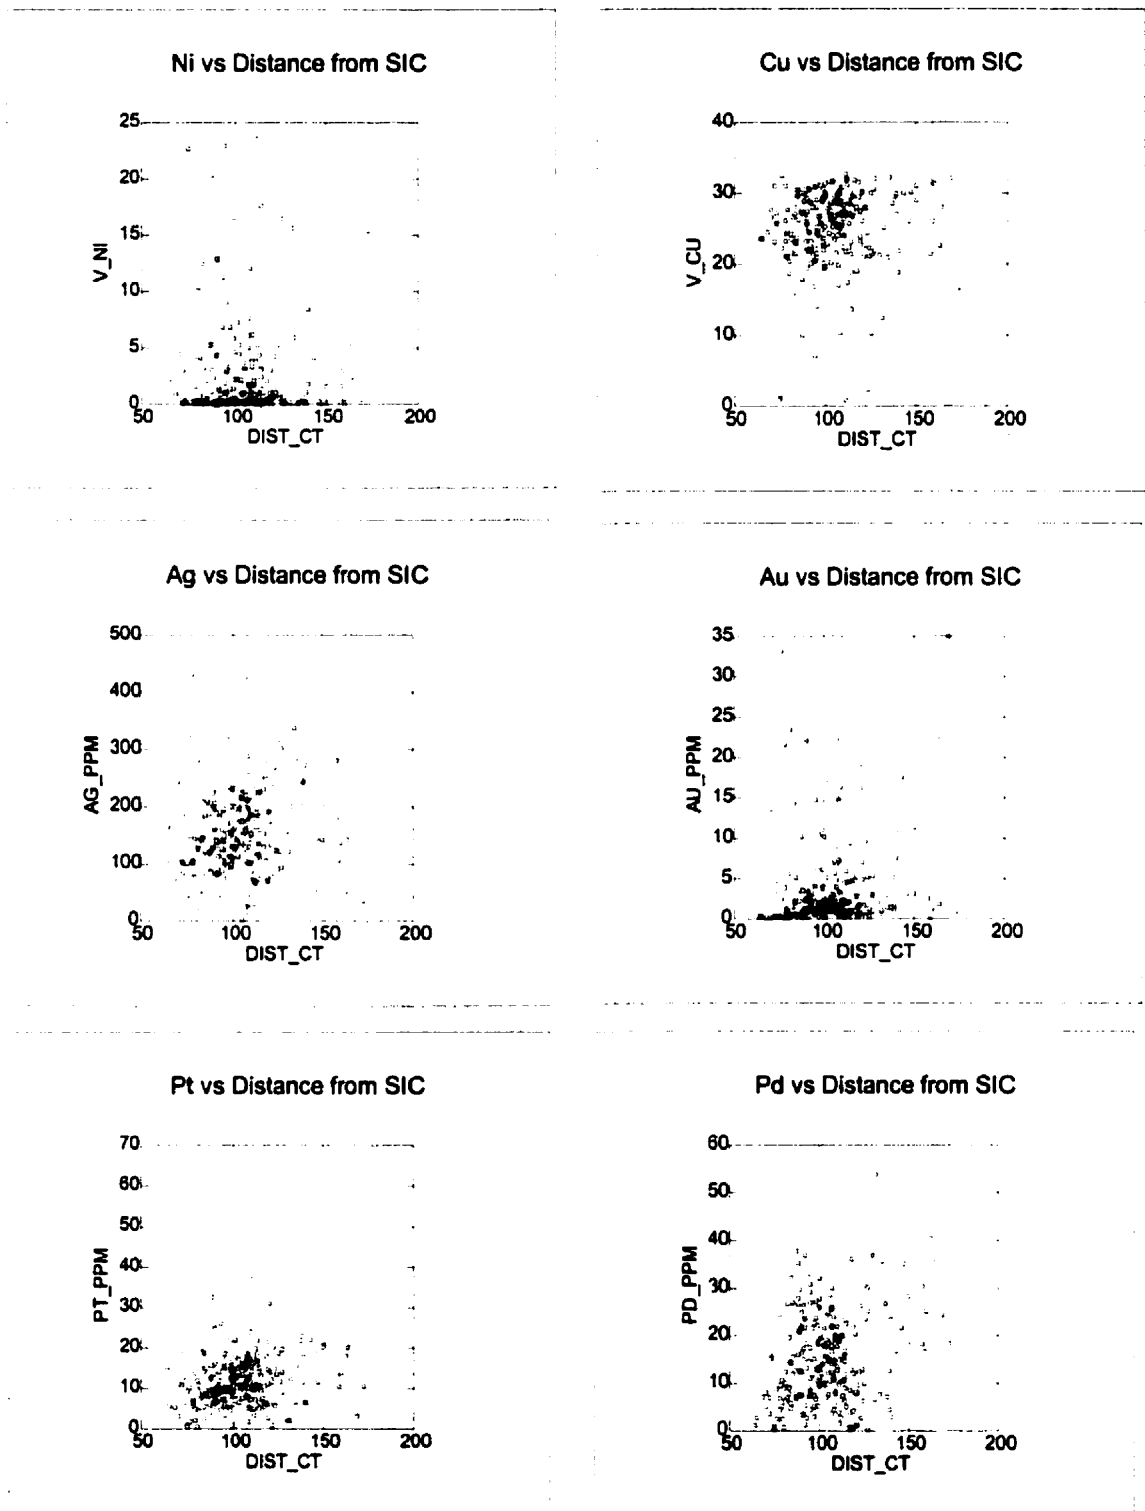 Ni vs Distance from SIC
25
20
15
10
5
0
V_NI
50 100 150 200
DIST_CT
Cu vs Distance from SIC
40
30
20
10
0
V_CU
50 100 150 200
DIST_CT
Ag vs Distance from SIC
500
400
300
200
100
0
AG_PPM
50 100 150 200
DIST_CT
Au vs Distance from SIC
35
30
25
20
15
10
5
0
AU_PPM
50 100 150 200
DIST_CT
Pt vs Distance from SIC
70
60
50
40
30
20
10
0
PT_PPM
50 100 150 200
DIST_CT
Pd vs Distance from SIC
60
50
40
30
20
10
0
PD_PPM
50 100 150 200
DIST_CT